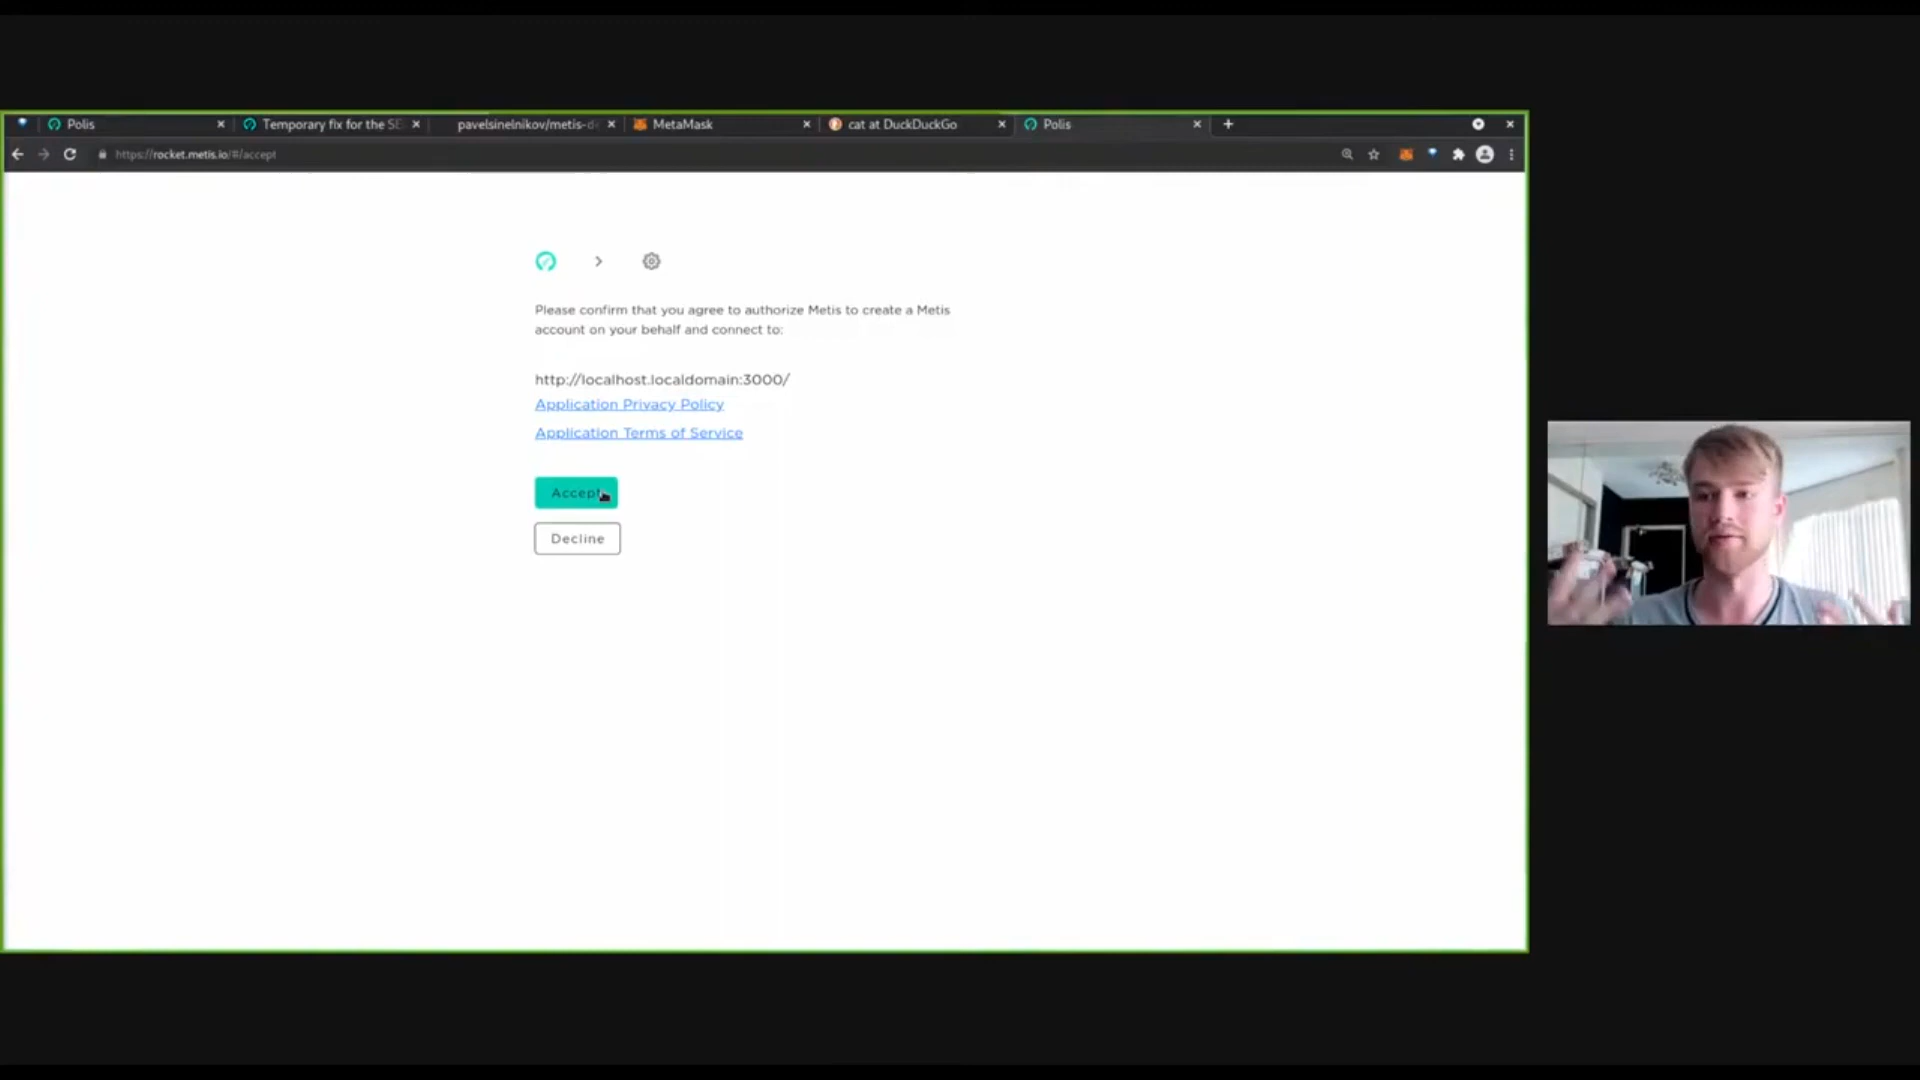 Polis
Temporary fix for the SE
pavelsinelnikov/metis-d
MetaMask
cat at DuckDuckGo
Polis
https://rocket.metis.io/#/accept
Please confirm that you agree to authorize Metis to create a Metis
account on your behalf and connect to:
http://localhost.localdomain:3000/
Application Privacy Policy
Application Terms of Service
Accept
Decline